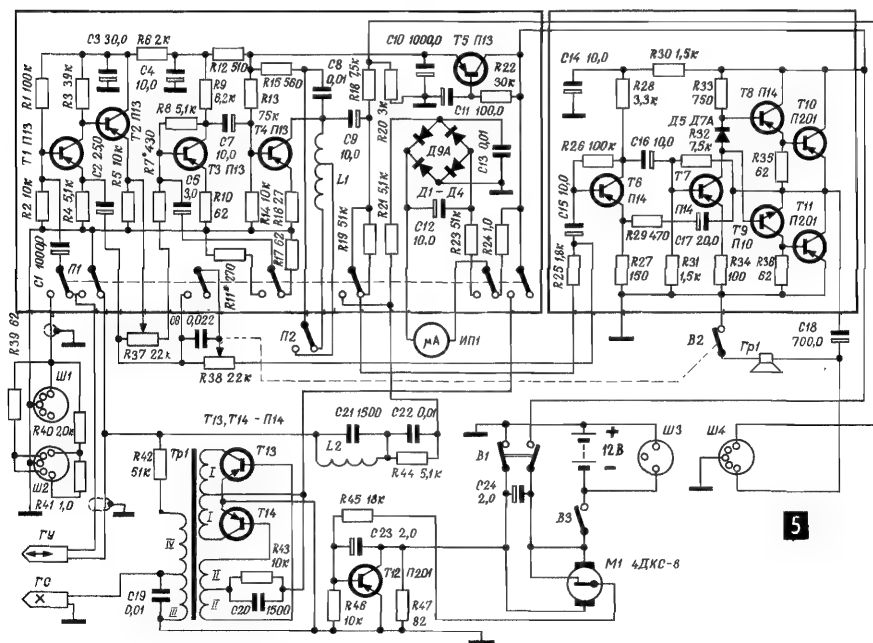 C3 30,0
R6 2к
R12 510
C8 0,01
C10 1000,0
T5 П13
C14 10,0
R30 1,5к
R1 100к
R3 3,9к
C4 10,0
R9 8,2к
R15 560
R13 75к
R18 7,5к
R20 3к
R22 30к
C11 100,0
R28 3,3к
R33 750
T8 П14
T10 П201
T1 П13
T2 П13
R8 5,1к
R7* 430
C7 10,0
T4 П13
T3 П13
C9 10,0
Д9А
Д1 - Д4
C13 0,01
Д5 Д7А
R32 7,5к
R26 100к
C16 10,0
R35 62
R2 10к
R4 5,1к
C2 25,0
R5 10к
C5 3,0
R10 62
R14 10к
R16 27
R17 62
L1
R19 51к
R21 5,1к
C12 10,0
R23 51к
R24 1,0
C15 10,0
R25 1,8к
T6 П14
T7 П14
R29 470
C17 20,0
T9 П10
T11 П201
C1 1000,0
П1
R11* 270
R27 150
R31 1,5к
R34 100
R36 62
C6 0,022
П2
μА
ИП1
C18 700,0
R39 62
R37 22к
R38 22к
В2
Гр1
Ш1
R40 20к
T13, T14 - П14
C21 1500
C22 0,01
Ш2
R41 1,0
R42 51к
Тр1
T13
I
I
T14
L2
R44 5,1к
В1
C24 2,0
+
12 В
-
Ш3
Ш4
В3
5
ГУ
IV
II
II
III
R43 10к
C20 1500
R45 18к
C23 2,0
T12 П201
R46 10к
R47 82
М1 4ДКС-8
ГС
C19 0,01